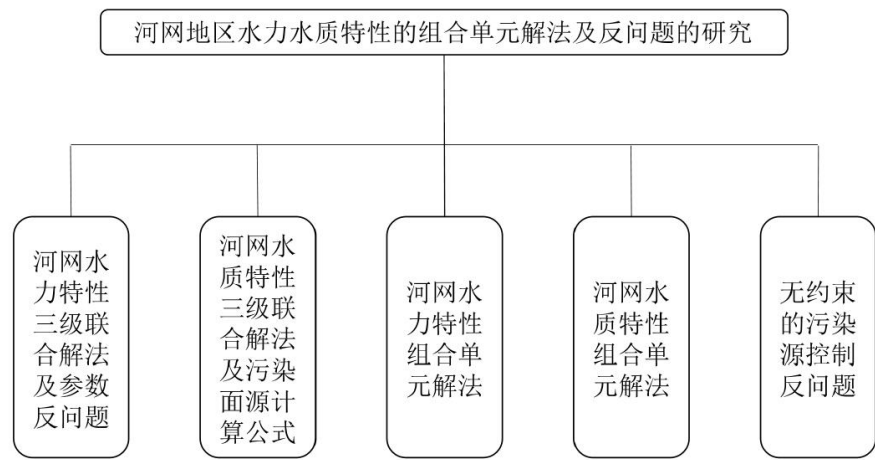 河网地区水力水质特性的组合单元解法及反问题的研究
河网水
力特性
三级联
合解法
及参数
反问题
河网水
质特性
三级联
合解法
及污染
面源计
算公式
河网水
力特性
组合单
元解法
河网水
质特性
组合单
元解法
无约束
的污染
源控制
反问题